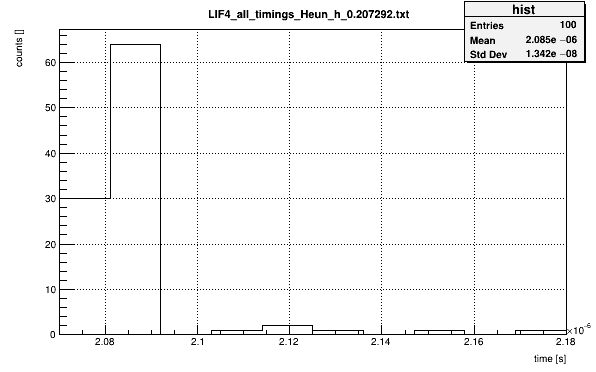 LIF4_all_timings_Heun_h_0.207292.txt
hist
Entries 100
Mean 2.085e −06
Std Dev 1.342e −08
counts []
60
50
40
30
20
10
0
2.08 2.1 2.12 2.14 2.16 2.18
×10⁻⁶
time [s]